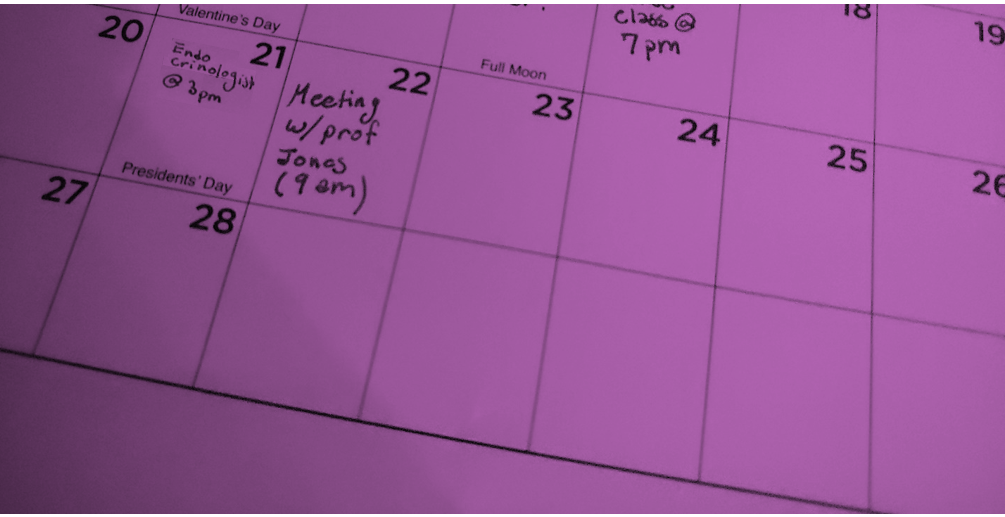 18
19
Class @
7pm
Valentine's Day
20
21
Endo
crinologist
@ 3pm
22
Meeting
w/prof
Jones
(9 am)
Full Moon
23
24
25
26
Presidents' Day
27
28